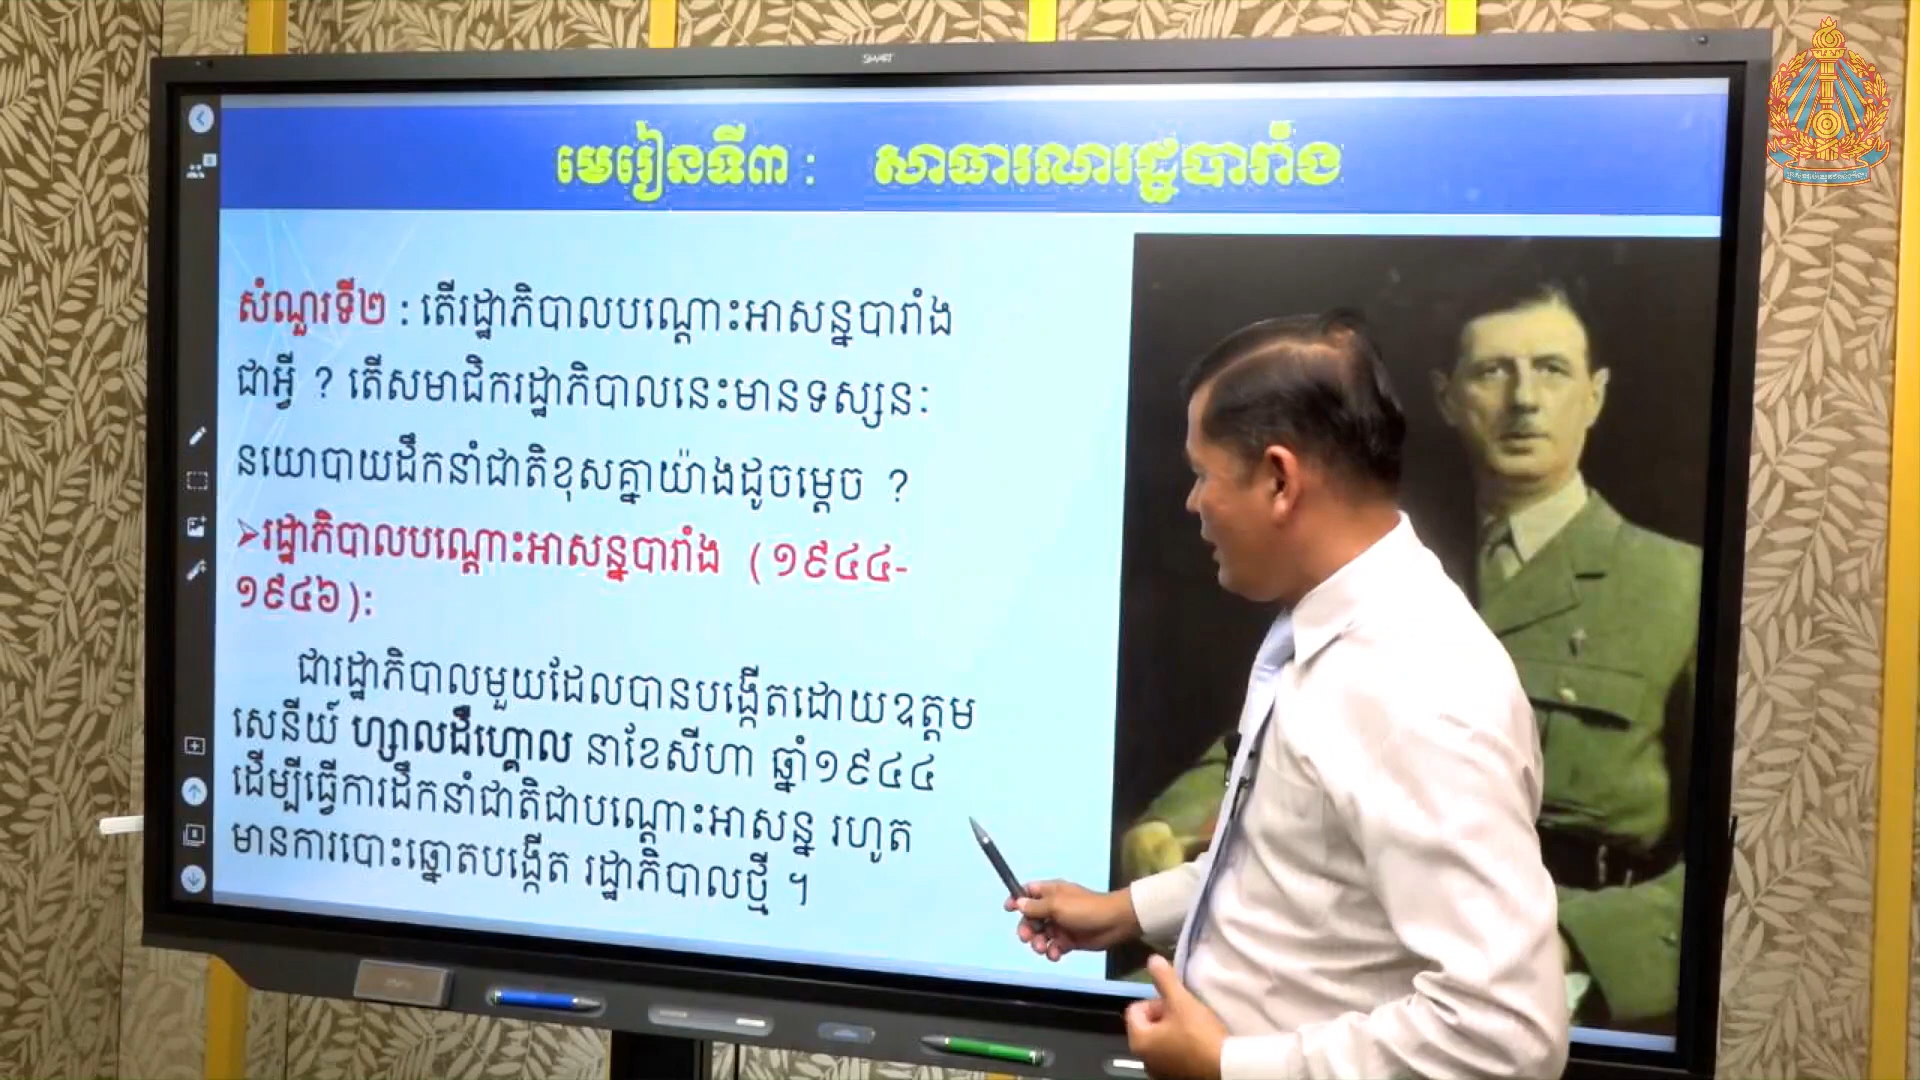 SMART
មេរៀនទី៣ : សាធារណរដ្ឋបារាំង
សំណួរទី២ : តើរដ្ឋាភិបាលបណ្ដោះអាសន្នបារាំង
ជាអ្វី ? តើសមាជិករដ្ឋាភិបាលនេះមានទស្សនៈ
នយោបាយដឹកនាំជាតិខុសគ្នាយ៉ាងដូចម្ដេច ?
➢រដ្ឋាភិបាលបណ្ដោះអាសន្នបារាំង (១៩៤៤-
១៩៤៦):
ជារដ្ឋាភិបាលមួយដែលបានបង្កើតដោយឧត្តម
សេនីយ៍ ហ្សាលដឺហ្គោល នាខែសីហា ឆ្នាំ១៩៤៤
ដើម្បីធ្វើការដឹកនាំជាតិជាបណ្ដោះអាសន្ន រហូត
មានការបោះឆ្នោតបង្កើត រដ្ឋាភិបាលថ្មី ។